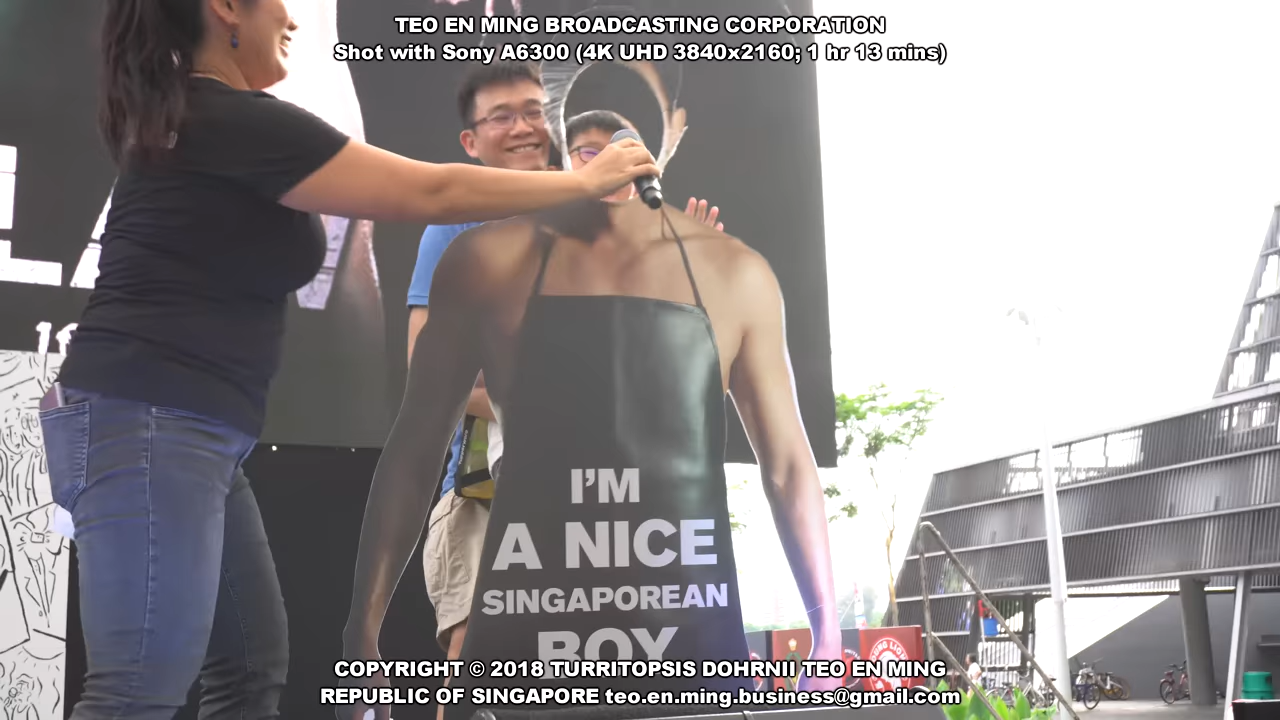 TEO EN MING BROADCASTING CORPORATION
Shot with Sony A6300 (4K UHD 3840x2160; 1 hr 13 mins)
I'M
A NICE
SINGAPOREAN
BOY
COPYRIGHT © 2018 TURRITOPSIS DOHRNII TEO EN MING
REPUBLIC OF SINGAPORE teo.en.ming.business@gmail.com